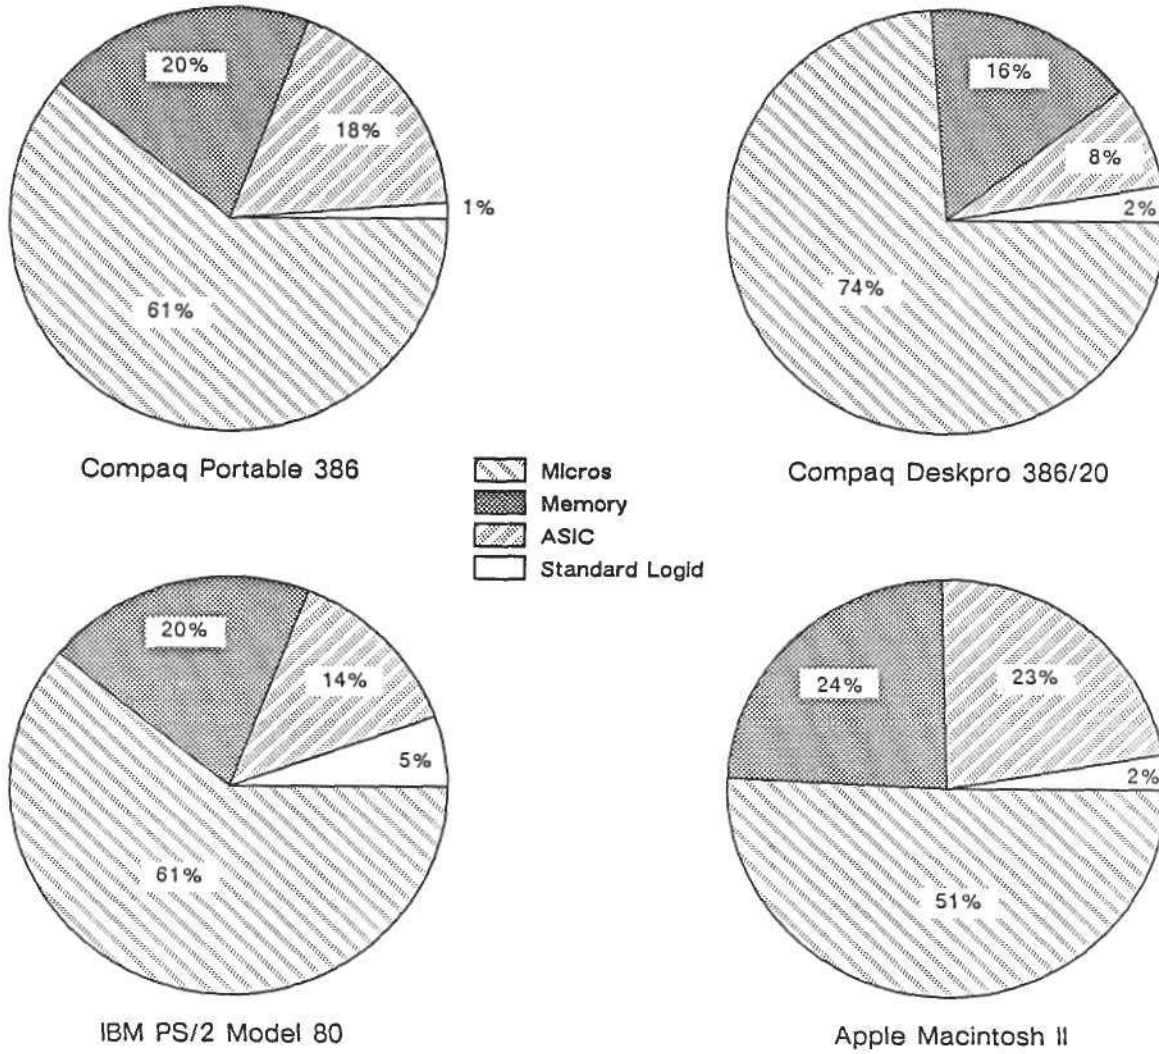 20%
18%
1%
61%
Compaq Portable 386
16%
8%
2%
74%
Compaq Deskpro 386/20
Micros
Memory
ASIC
Standard Logid
20%
14%
5%
61%
IBM PS/2 Model 80
24%
23%
2%
51%
Apple Macintosh II